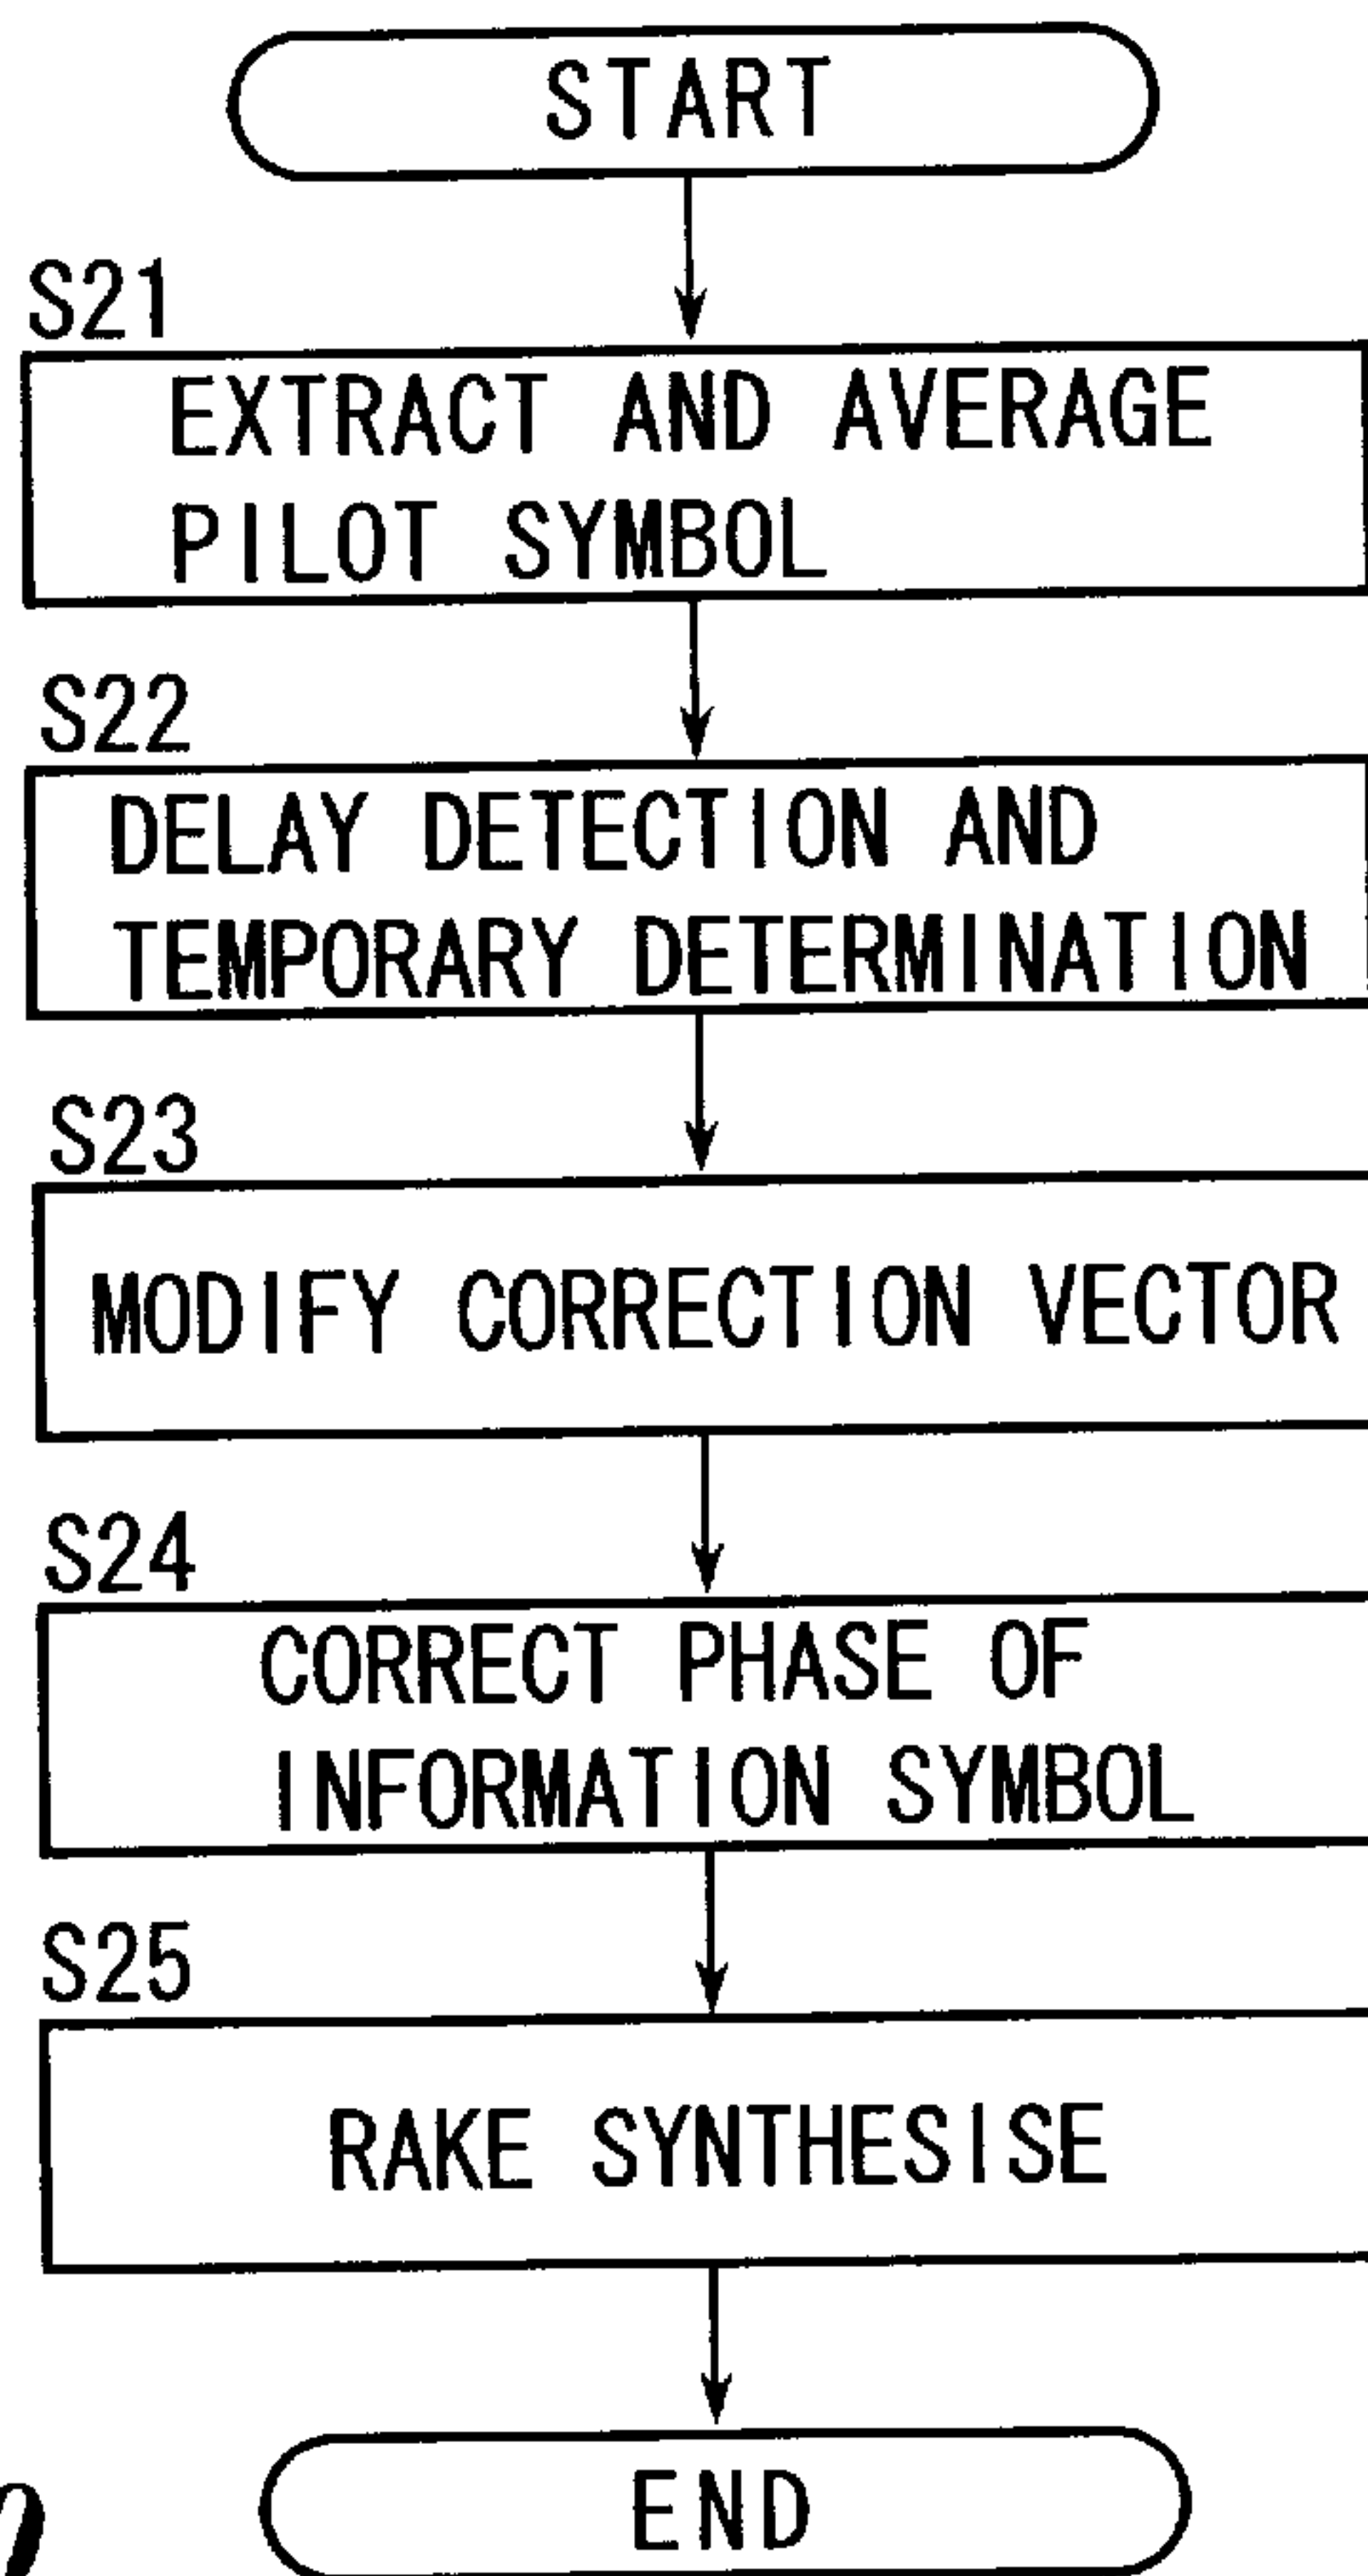 START
S21
EXTRACT AND AVERAGE
PILOT SYMBOL
S22
DELAY DETECTION AND
TEMPORARY DETERMINATION
S23
MODIFY CORRECTION VECTOR
S24
CORRECT PHASE OF
INFORMATION SYMBOL
S25
RAKE SYNTHESISE
END